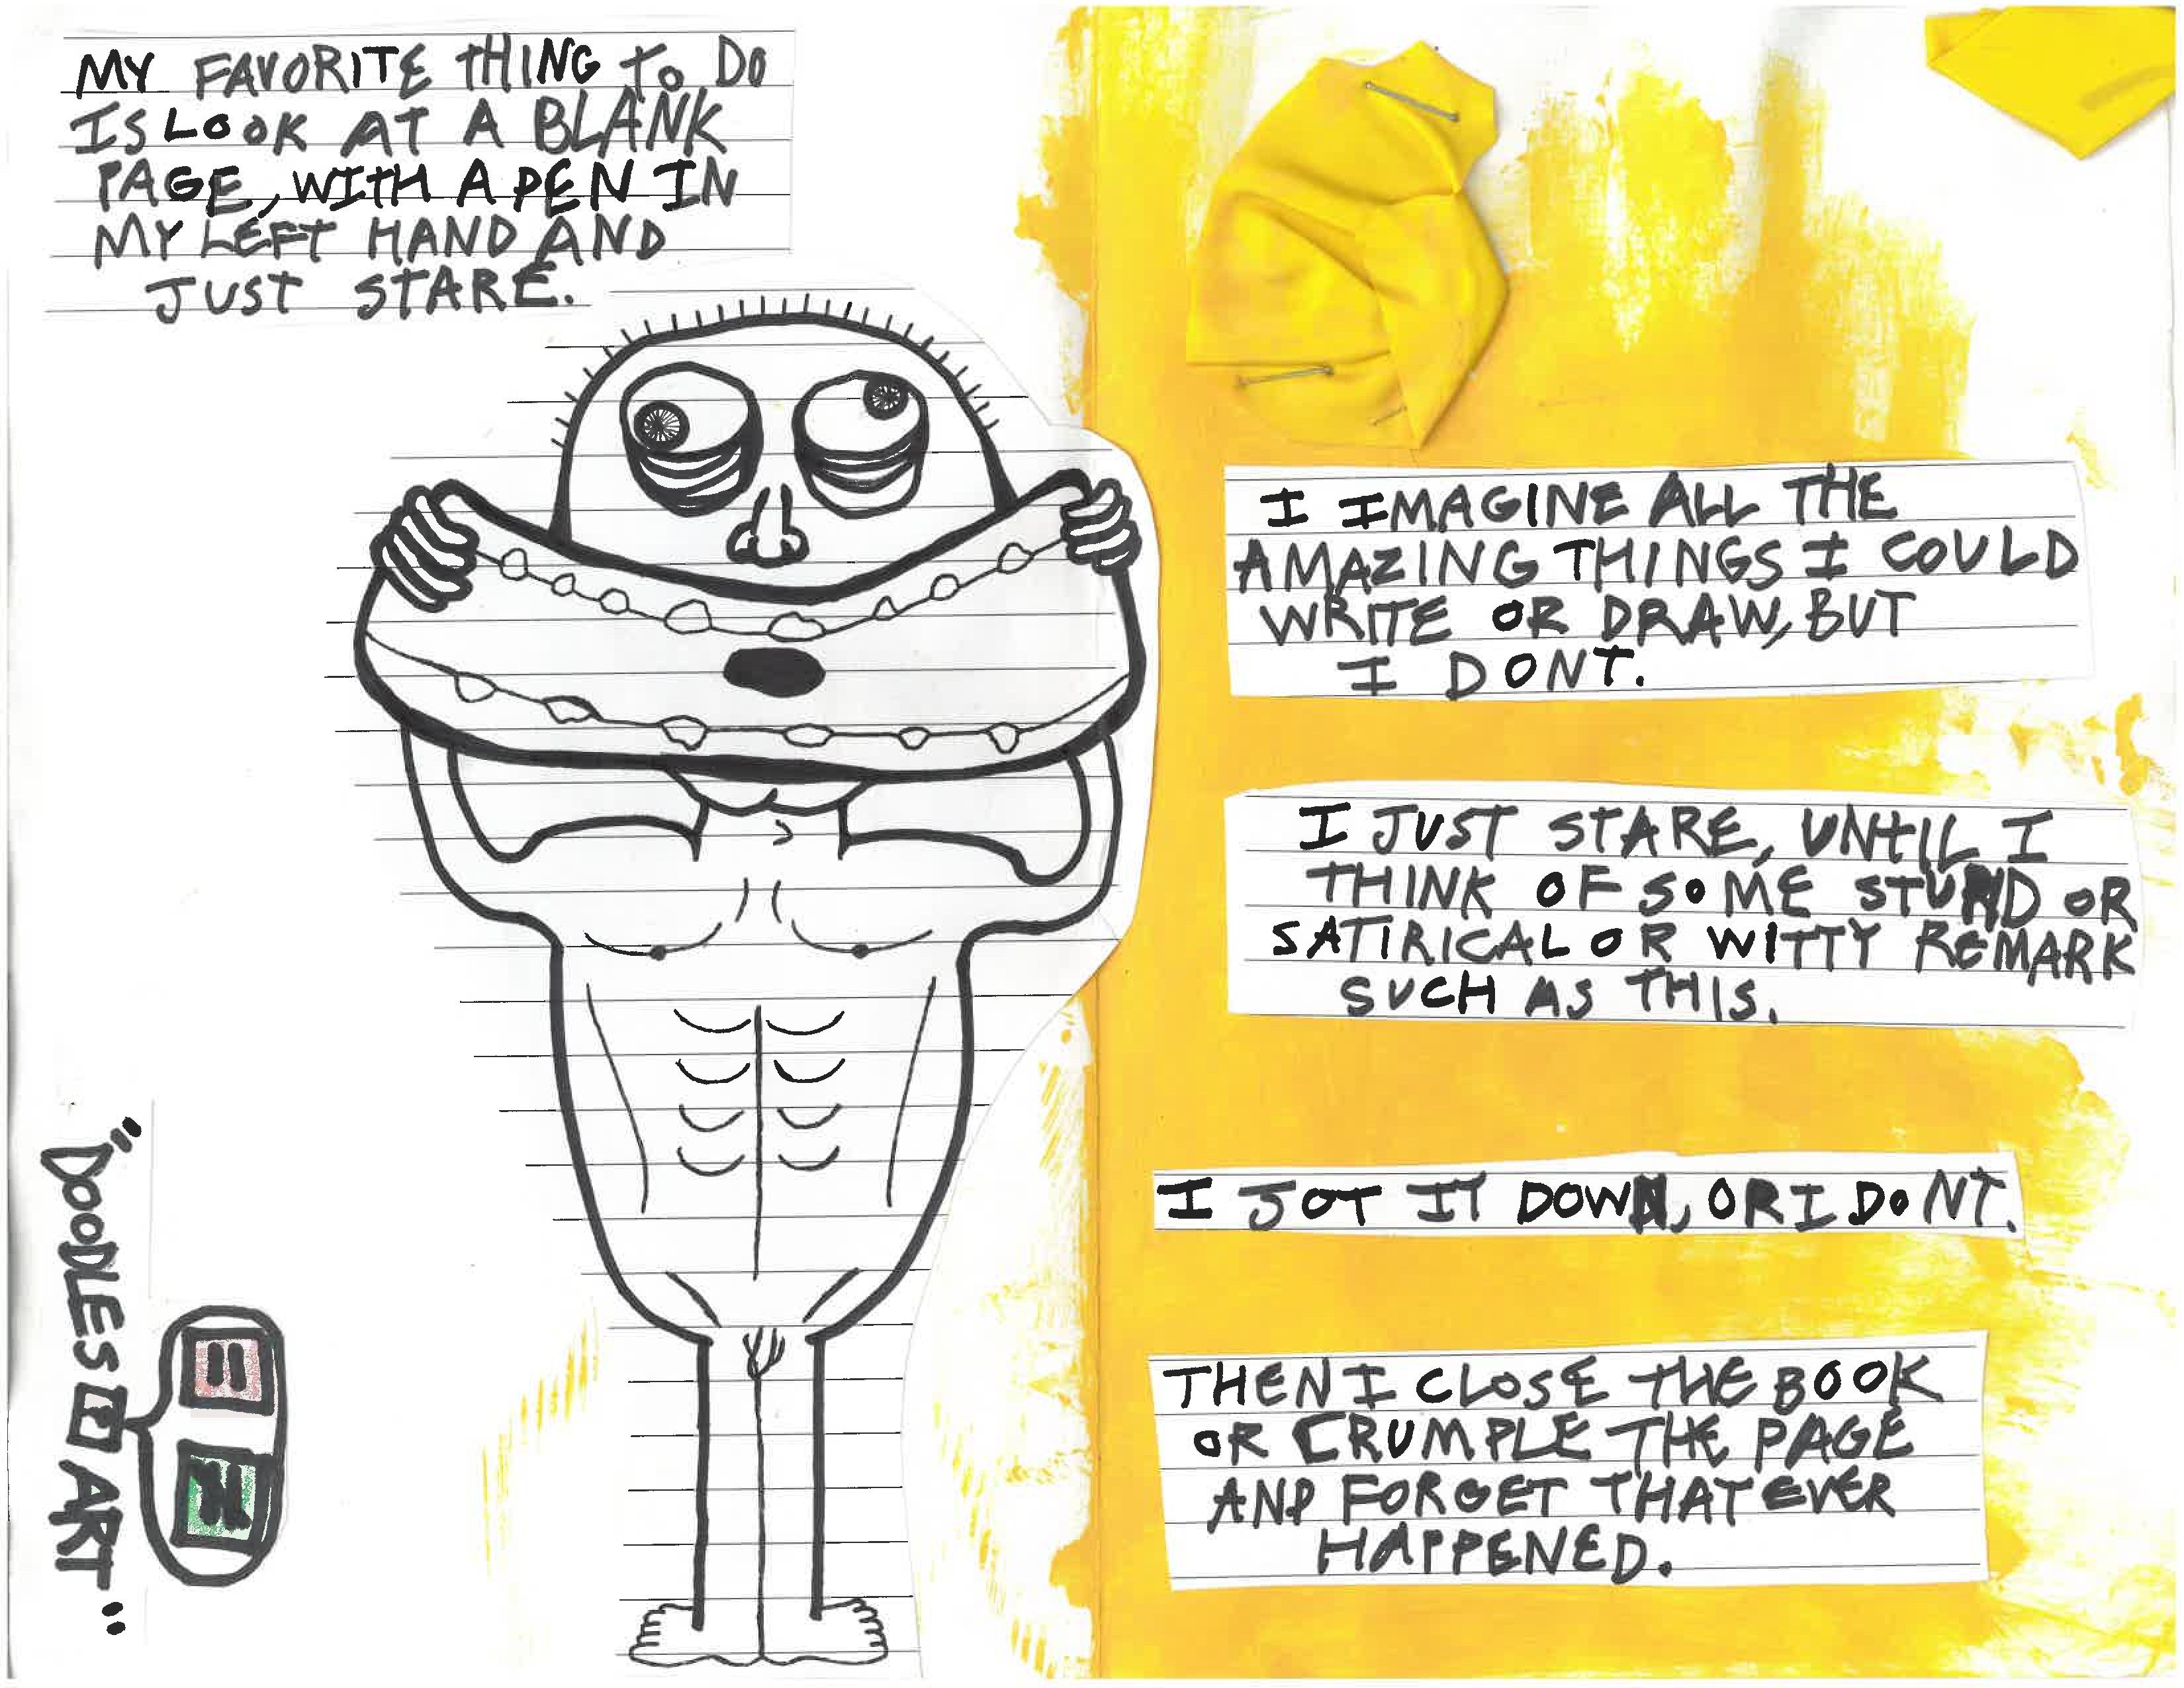 MY FAVORITE THING TO DO
IS LOOK AT A BLANK
PAGE, WITH A PEN IN
MY LEFT HAND AND
JUST STARE.
I IMAGINE ALL THE
AMAZING THINGS I COULD
WRITE OR DRAW, BUT
I DONT.
I JUST STARE, UNTIL I
THINK OF SOME STUPID OR
SATIRICAL OR WITTY REMARK
SUCH AS THIS.
I JOT IT DOWN, OR I DONT.
THEN I CLOSE THE BOOK
OR CRUMPLE THE PAGE
AND FORGET THAT EVER
HAPPENED.
"DOODLES ART"